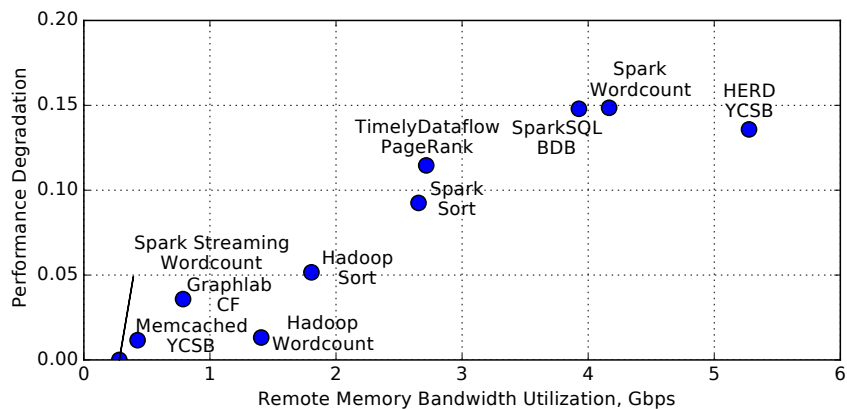 0.20
0.15
0.10
0.05
0.00
Performance Degradation
Spark
Wordcount
HERD
YCSB
TimelyDataflow
PageRank
SparkSQL
BDB
Spark
Sort
Spark Streaming
Wordcount
Hadoop
Sort
Graphlab
CF
Memcached
YCSB
Hadoop
Wordcount
0 1 2 3 4 5 6
Remote Memory Bandwidth Utilization, Gbps